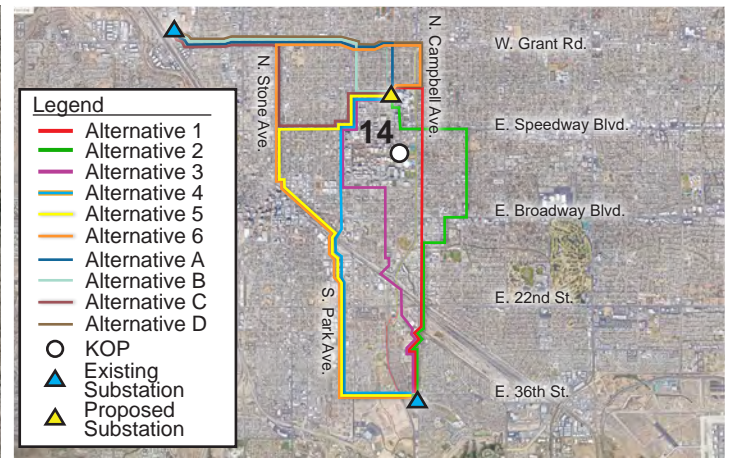 W. Grant Rd.
N. Campbell Ave.
N. Stone Ave.
Legend
Alternative 1
Alternative 2
Alternative 3
Alternative 4
Alternative 5
Alternative 6
Alternative A
Alternative B
Alternative C
Alternative D
KOP
Existing
Substation
Proposed
Substation
14
E. Speedway Blvd.
E. Broadway Blvd.
E. 22nd St.
S. Park Ave.
E. 36th St.